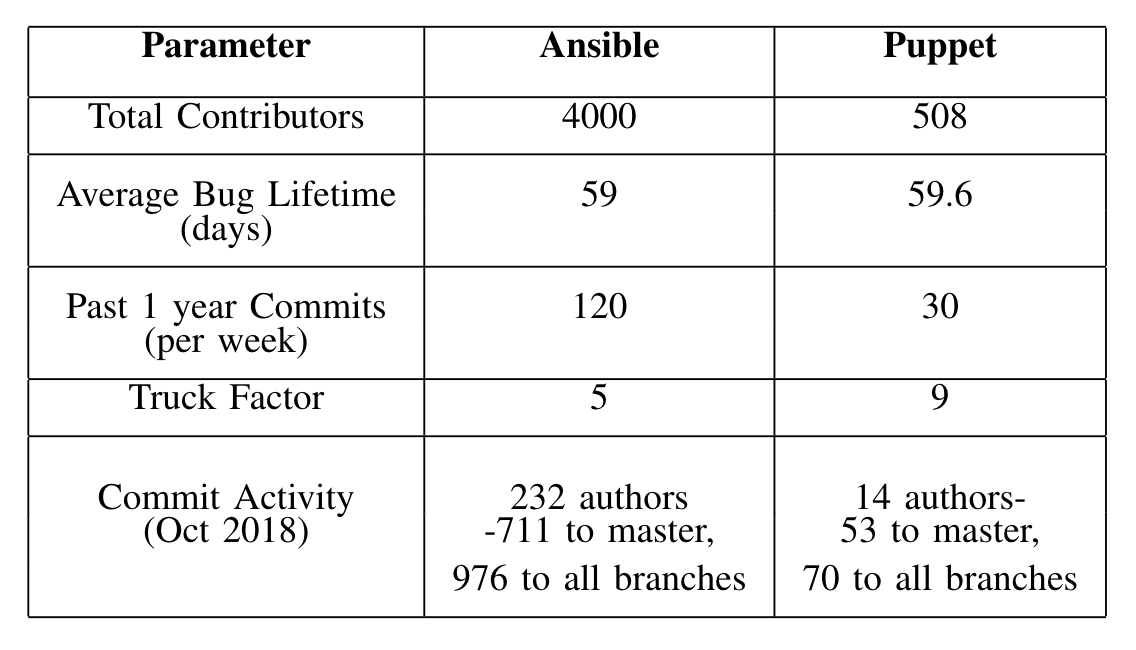 Parameter Ansible Puppet
Total Contributors 4000 508
Average Bug Lifetime 59 59.6
(days)
Past 1 year Commits 120 30
(per week)
Truck Factor 5 9
Commit Activity 232 authors 14 authors-
(Oct 2018) -711 to master, 53 to master,
976 to all branches 70 to all branches